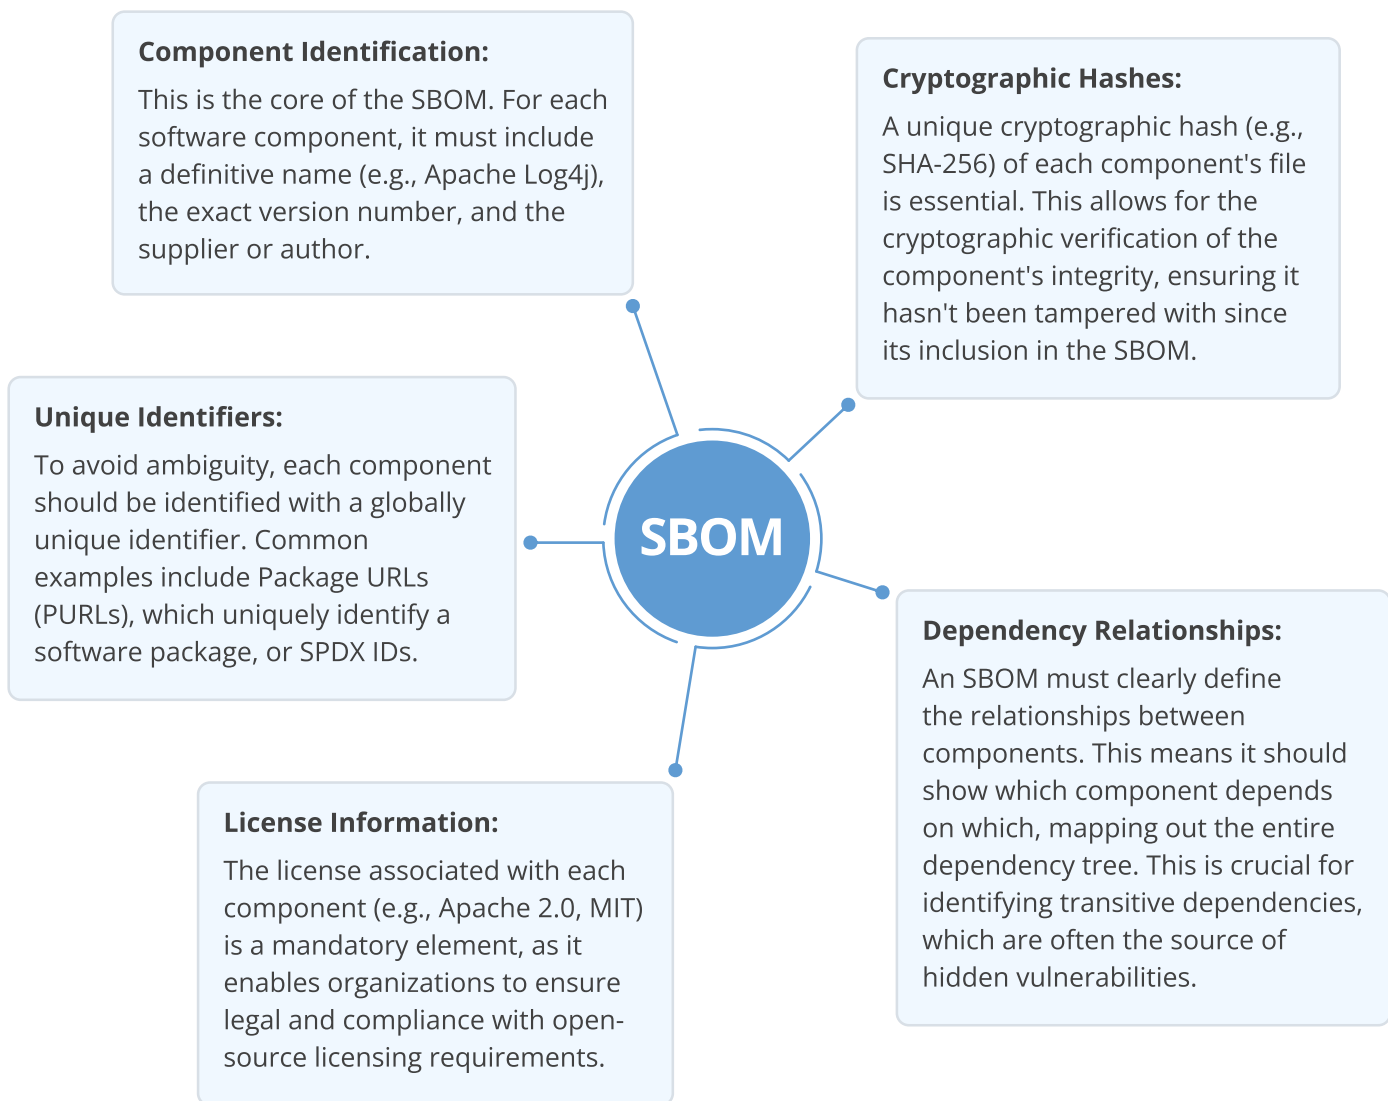 Component Identification:
This is the core of the SBOM. For each
software component, it must include
a definitive name (e.g., Apache Log4j),
the exact version number, and the
supplier or author.
Cryptographic Hashes:
A unique cryptographic hash (e.g.,
SHA-256) of each component's file
is essential. This allows for the
cryptographic verification of the
component's integrity, ensuring it
hasn't been tampered with since
its inclusion in the SBOM.
Unique Identifiers:
To avoid ambiguity, each component
should be identified with a globally
unique identifier. Common
examples include Package URLs
(PURLs), which uniquely identify a
software package, or SPDX IDs.
SBOM
Dependency Relationships:
An SBOM must clearly define
the relationships between
components. This means it should
show which component depends
on which, mapping out the entire
dependency tree. This is crucial for
identifying transitive dependencies,
which are often the source of
hidden vulnerabilities.
License Information:
The license associated with each
component (e.g., Apache 2.0, MIT)
is a mandatory element, as it
enables organizations to ensure
legal and compliance with open-
source licensing requirements.